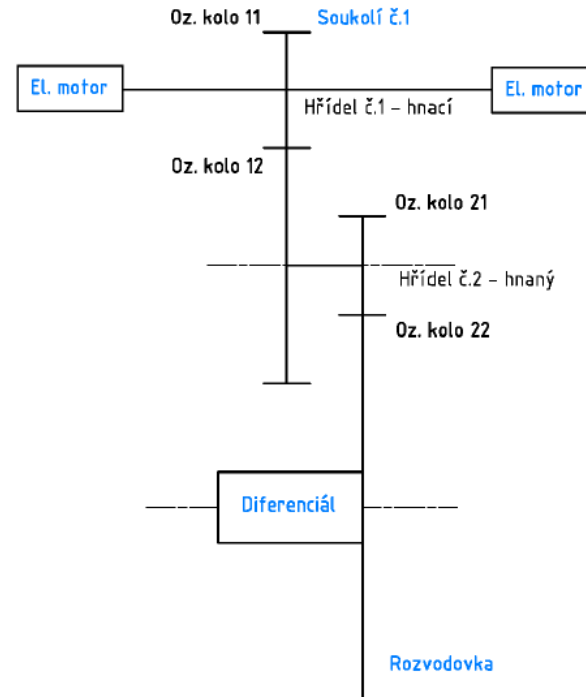 Oz. kolo 11
Soukolí č.1
El. motor
El. motor
Hřídel č.1 – hnací
Oz. kolo 12
Oz. kolo 21
Hřídel č.2 – hnaný
Oz. kolo 22
Diferenciál
Rozvodovka